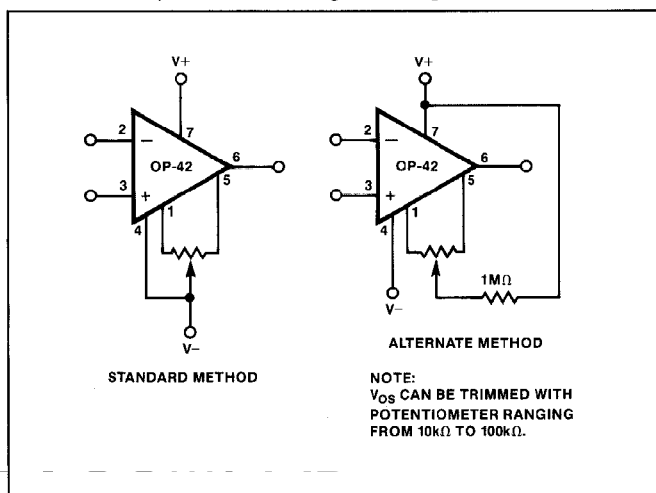 V+
7
2
−
OP-42
6
3
+
5
4
1
V−
STANDARD METHOD
V+
7
2
−
OP-42
6
3
+
5
4
1
1MΩ
V−
ALTERNATE METHOD
NOTE:
VOS CAN BE TRIMMED WITH
POTENTIOMETER RANGING
FROM 10kΩ TO 100kΩ.